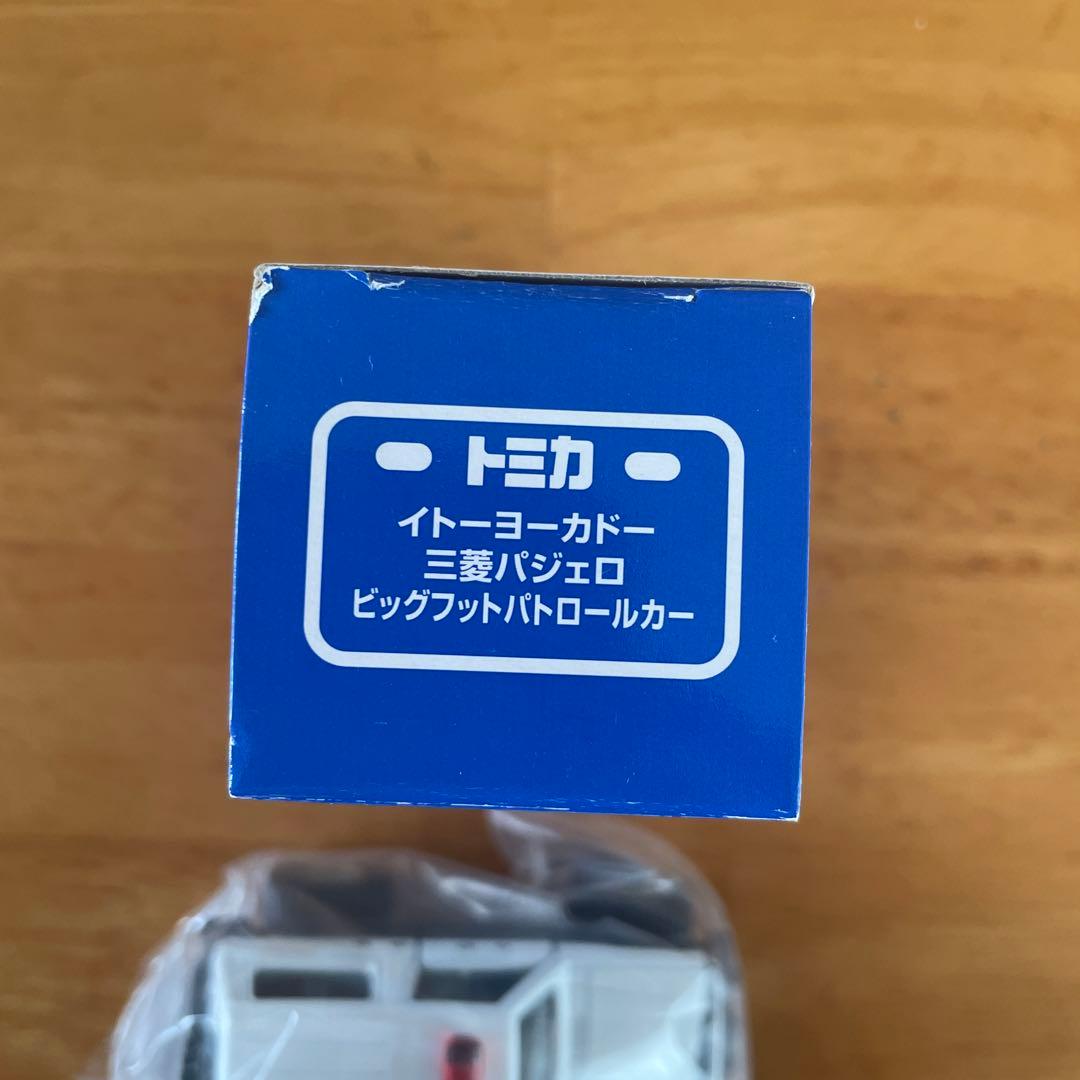 トミカ
イトーヨーカドー
三菱パジェロ
ビッグフットパトロールカー